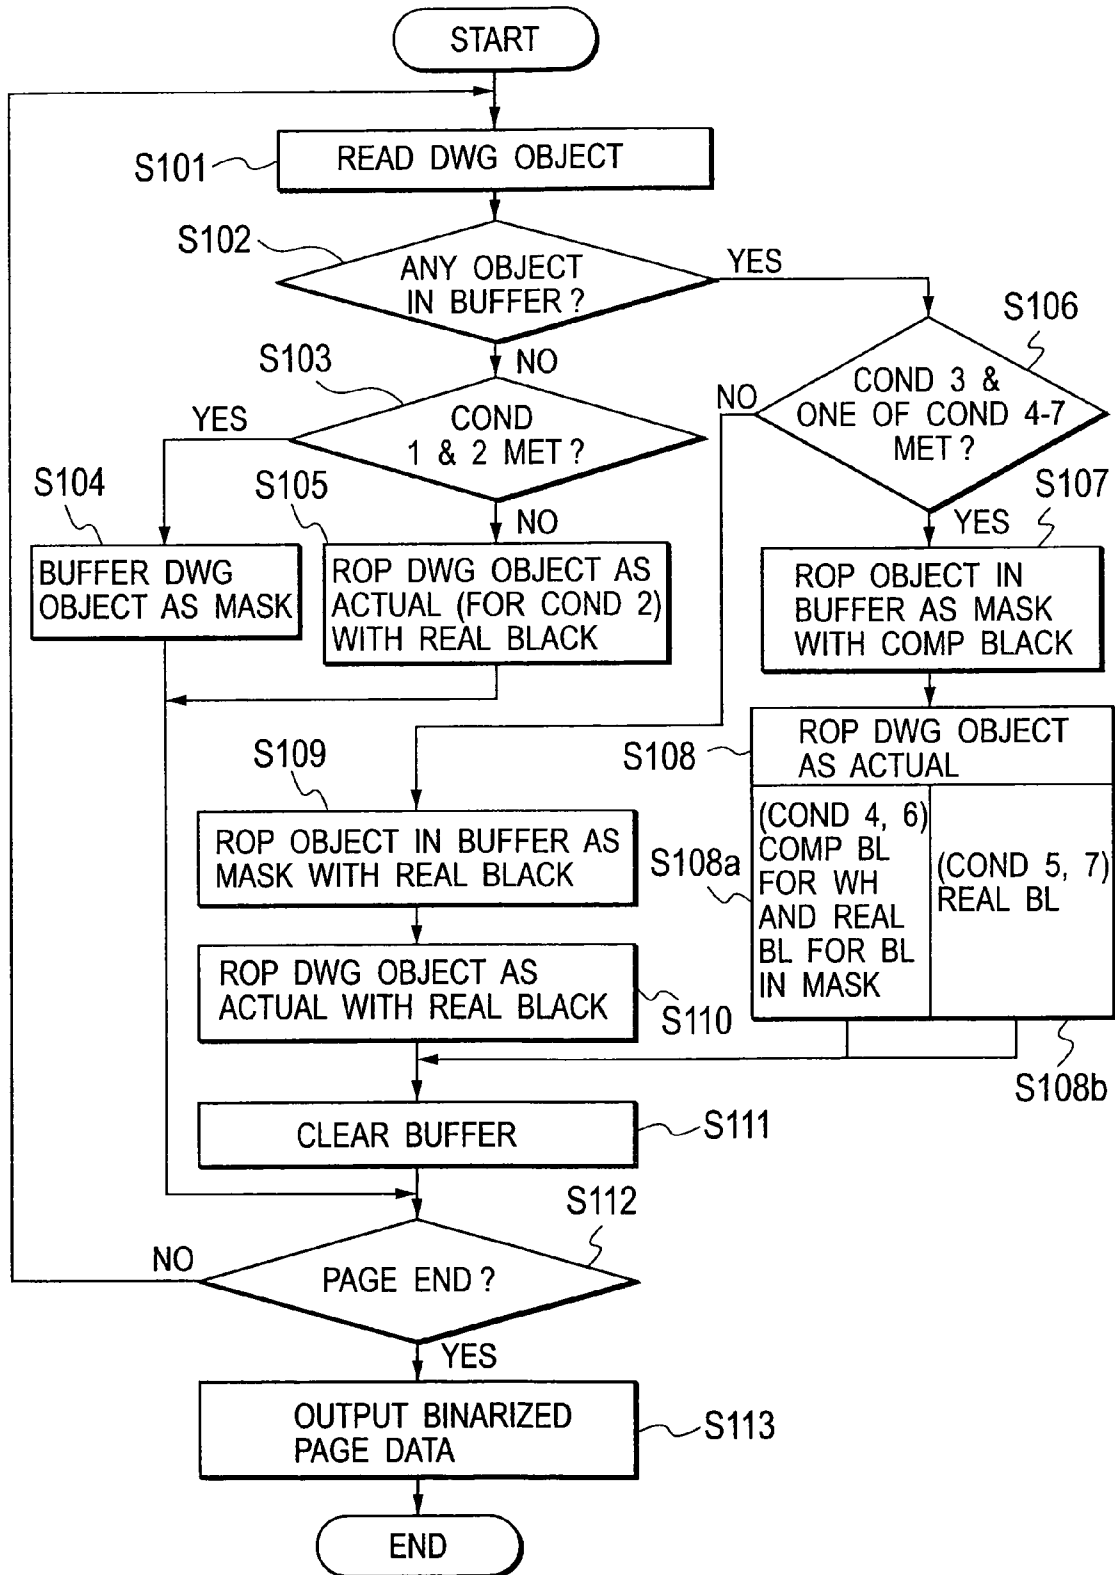 START
S101
READ DWG OBJECT
S102
ANY OBJECT
IN BUFFER?
YES
NO
S103
COND
1 & 2 MET?
YES
NO
S104
BUFFER DWG
OBJECT AS MASK
S105
ROP DWG OBJECT AS
ACTUAL (FOR COND 2)
WITH REAL BLACK
S106
COND 3 &
ONE OF COND 4-7
MET?
NO
YES
S107
ROP OBJECT IN
BUFFER AS MASK
WITH COMP BLACK
S108
ROP DWG OBJECT
AS ACTUAL
S108a
(COND 4, 6)
COMP BL
FOR WH
AND REAL
BL FOR BL
IN MASK
(COND 5, 7)
REAL BL
S108b
S109
ROP OBJECT IN BUFFER AS
MASK WITH REAL BLACK
ROP DWG OBJECT AS
ACTUAL WITH REAL BLACK
S110
CLEAR BUFFER
S111
S112
PAGE END?
NO
YES
OUTPUT BINARIZED
PAGE DATA
S113
END